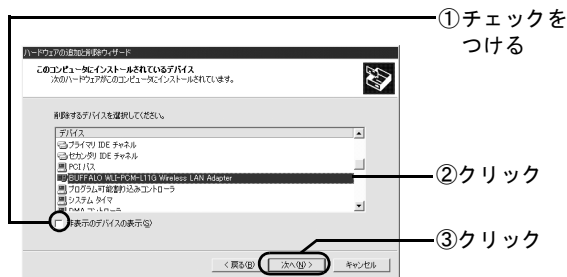 ①チェックを
つける
ハードウェアの追加と削除ウィザード
このコンピュータにインストールされているデバイス
次のハードウェアがこのコンピュータにインストールされています。
削除するデバイスを選択してください。
デバイス
プライマリ IDE チャネル
セカンダリ IDE チャネル
PCI バス
BUFFALO WLI-PCM-L11G Wireless LAN Adapter
②クリック
プログラム可能割り込みコントローラ
システム タイマ
DMA コントローラ
非表示のデバイスの表示(S)
③クリック
< 戻る(B)
次へ(N) >
キャンセル